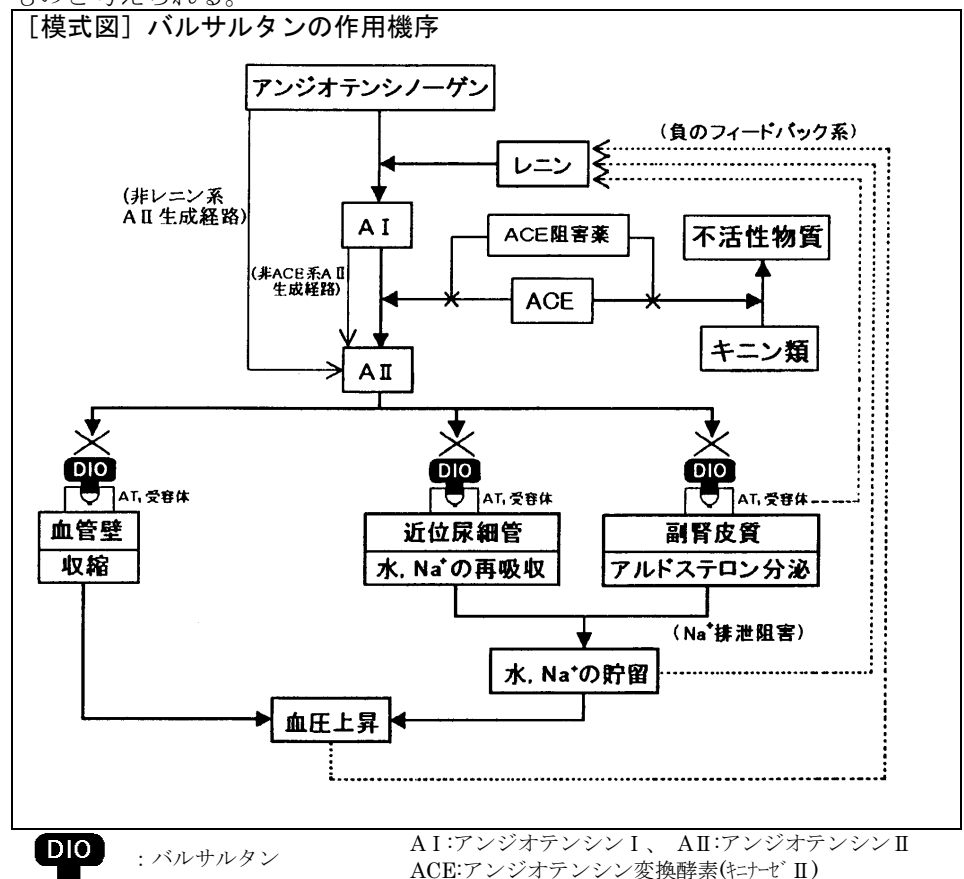 ものと考えられる。
［模式図］バルサルタンの作用機序
アンジオテンシノーゲン
(負のフィードバック系)
レニン
(非レニン系
AⅡ生成経路)
AⅠ
ACE阻害薬
不活性物質
(非ACE系AⅡ
生成経路)
ACE
キニン類
AⅡ
DIO
DIO
DIO
AT₁受容体
AT₁受容体
AT₁受容体
血管壁
収縮
近位尿細管
水, Na⁺の再吸収
副腎皮質
アルドステロン分泌
(Na⁺排泄阻害)
水, Na⁺の貯留
血圧上昇
DIO
：バルサルタン
AⅠ:アンジオテンシンⅠ、 AⅡ:アンジオテンシンⅡ
ACE:アンジオテンシン変換酵素(ｷﾆﾅｰｾﾞⅡ)